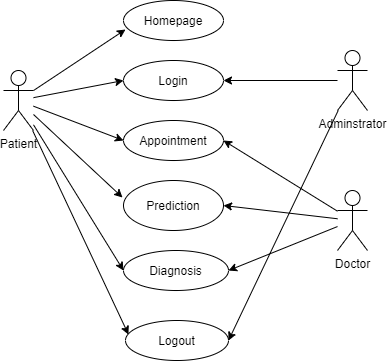 Homepage
Login
Adminstrator
Patient
Appointment
Prediction
Doctor
Diagnosis
Logout